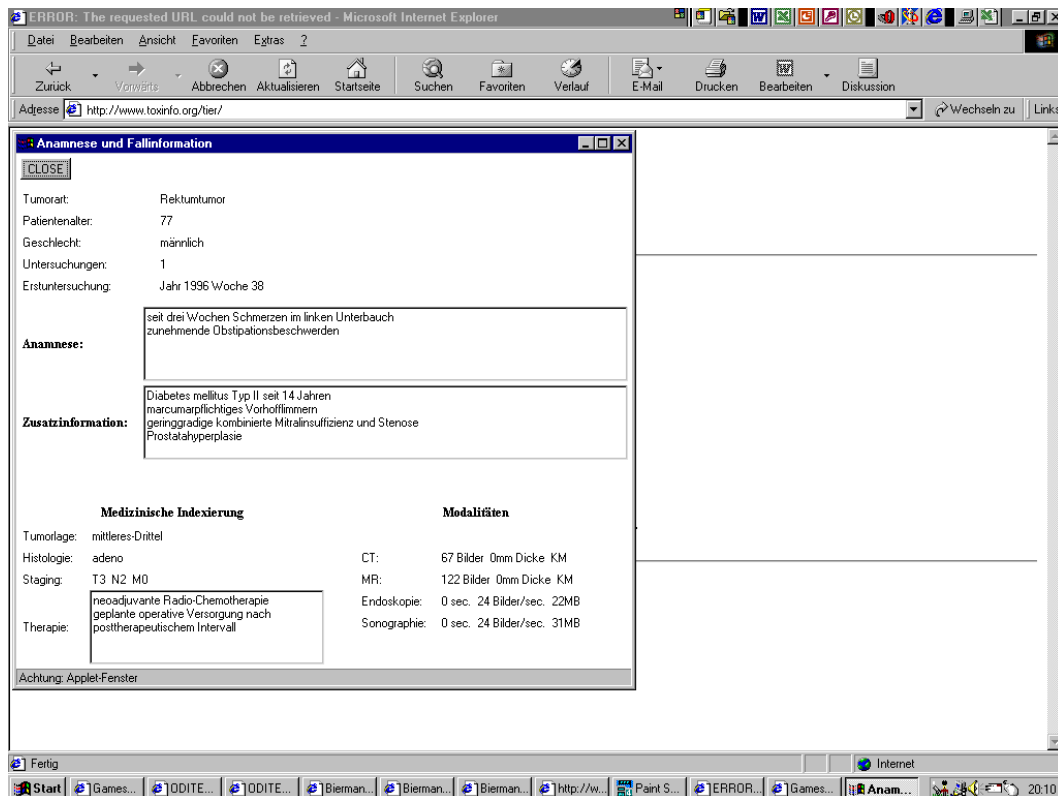 ERROR: The requested URL could not be retrieved - Microsoft Internet Explorer
Datei Bearbeiten Ansicht Favoriten Extras ?
Zurück Vorwärts Abbrechen Aktualisieren Startseite Suchen Favoriten Verlauf E-Mail Drucken Bearbeiten Diskussion
Adresse http://www.toxinfo.org/tier/ Wechseln zu Links
Anamnese und Fallinformation
CLOSE
Tumorart: Rektumtumor
Patientenalter: 77
Geschlecht: männlich
Untersuchungen: 1
Erstuntersuchung: Jahr 1996 Woche 38
Anamnese:
seit drei Wochen Schmerzen im linken Unterbauch
zunehmende Obstipationsbeschwerden
Zusatzinformation:
Diabetes mellitus Typ II seit 14 Jahren
marcumarpflichtiges Vorhofflimmern
geringgradige kombinierte Mitralinsuffizienz und Stenose
Prostatahyperplasie
Medizinische Indexierung
Tumorlage: mittleres-Drittel
Histologie: adeno
Staging: T3 N2 M0
Therapie:
neoadjuvante Radio-Chemotherapie
geplante operative Versorgung nach
posttherapeutischem Intervall
Modalitäten
CT: 67 Bilder 0mm Dicke KM
MR: 122 Bilder 0mm Dicke KM
Endoskopie: 0 sec. 24 Bilder/sec. 22MB
Sonographie: 0 sec. 24 Bilder/sec. 31MB
Achtung: Applet-Fenster
Fertig Internet
Start Games... ODITE... ODITE... Bierman... Bierman... Bierman... http://w... Paint S... ERROR... Games... Anam... 20:10